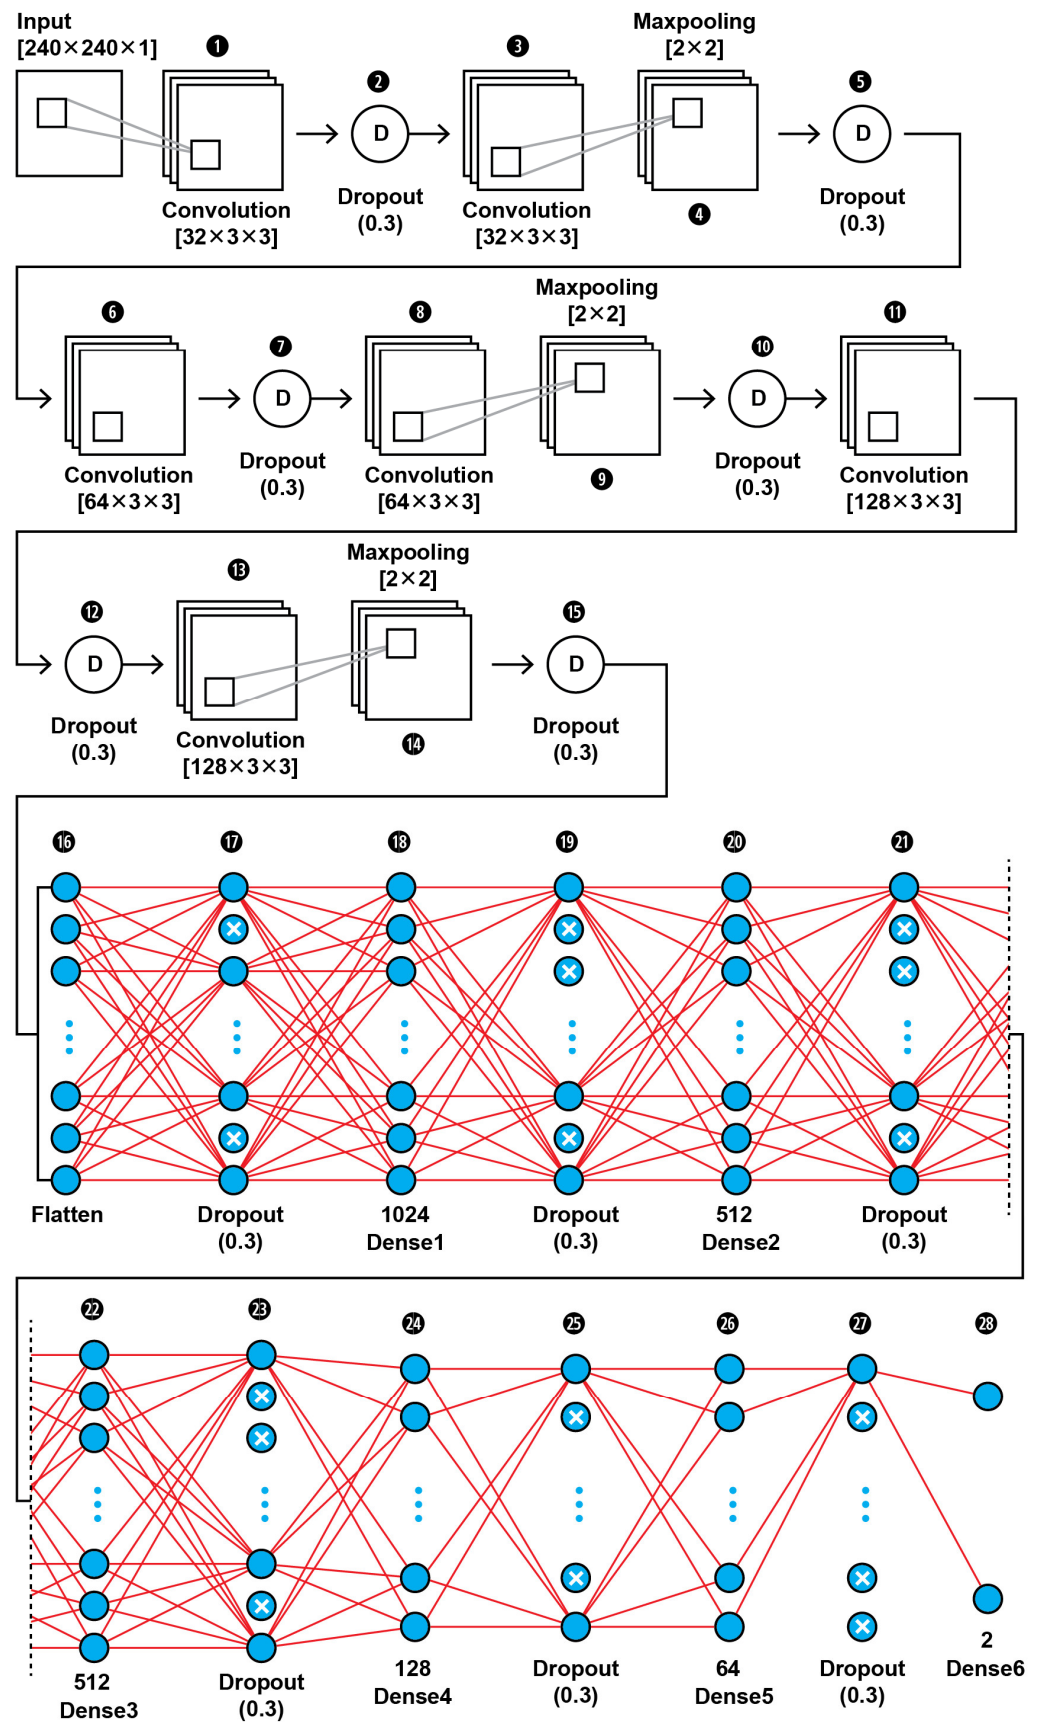 Input
[240×240×1]
❶
Convolution
[32×3×3]
❷
D
Dropout
(0.3)
❸
Convolution
[32×3×3]
Maxpooling
[2×2]
❹
❺
D
Dropout
(0.3)
❻
Convolution
[64×3×3]
❼
D
Dropout
(0.3)
❽
Convolution
[64×3×3]
Maxpooling
[2×2]
❾
❿
D
Dropout
(0.3)
⓫
Convolution
[128×3×3]
⓬
D
Dropout
(0.3)
⓭
Convolution
[128×3×3]
Maxpooling
[2×2]
⓮
⓯
D
Dropout
(0.3)
⓰
Flatten
⓱
Dropout
(0.3)
⓲
1024
Dense1
⓳
Dropout
(0.3)
⓴
512
Dense2
21
Dropout
(0.3)
22
512
Dense3
23
Dropout
(0.3)
24
128
Dense4
25
Dropout
(0.3)
26
64
Dense5
27
Dropout
(0.3)
28
2
Dense6